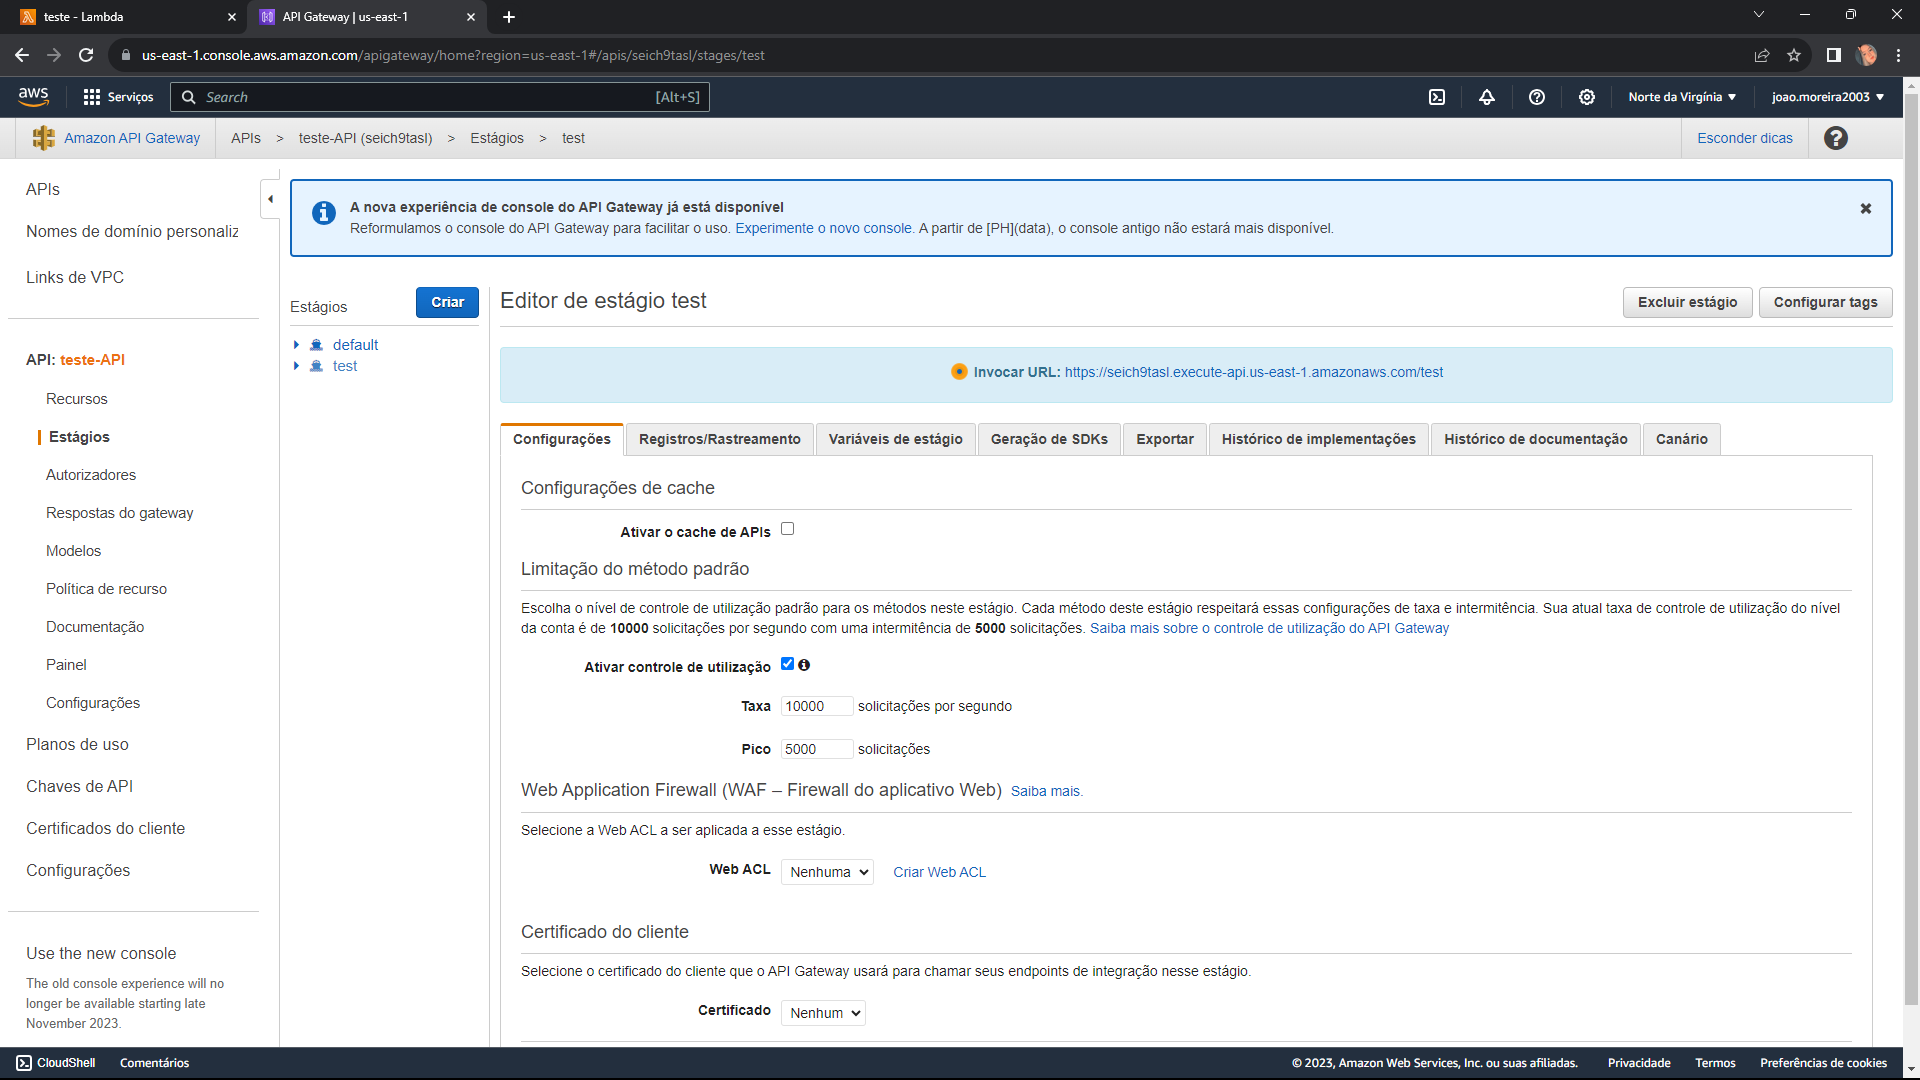 teste - Lambda
API Gateway | us-east-1
us-east-1.console.aws.amazon.com/apigateway/home?region=us-east-1#/apis/seich9tasl/stages/test
aws
Serviços
Search
[Alt+S]
Norte da Virgínia
joao.moreira2003
Amazon API Gateway
APIs > teste-API (seich9tasl) > Estágios > test
Esconder dicas
APIs
Nomes de domínio personaliz
Links de VPC
API: teste-API
Recursos
Estágios
Autorizadores
Respostas do gateway
Modelos
Política de recurso
Documentação
Painel
Configurações
Planos de uso
Chaves de API
Certificados do cliente
Configurações
Use the new console
The old console experience will no
longer be available starting late
November 2023.
A nova experiência de console do API Gateway já está disponível
Reformulamos o console do API Gateway para facilitar o uso. Experimente o novo console. A partir de [PH](data), o console antigo não estará mais disponível.
Estágios
Criar
default
test
Editor de estágio test
Excluir estágio
Configurar tags
Invocar URL: https://seich9tasl.execute-api.us-east-1.amazonaws.com/test
Configurações
Registros/Rastreamento
Variáveis de estágio
Geração de SDKs
Exportar
Histórico de implementações
Histórico de documentação
Canário
Configurações de cache
Ativar o cache de APIs
Limitação do método padrão
Escolha o nível de controle de utilização padrão para os métodos neste estágio. Cada método deste estágio respeitará essas configurações de taxa e intermitência. Sua atual taxa de controle de utilização do nível
da conta é de 10000 solicitações por segundo com uma intermitência de 5000 solicitações. Saiba mais sobre o controle de utilização do API Gateway
Ativar controle de utilização
Taxa 10000 solicitações por segundo
Pico 5000 solicitações
Web Application Firewall (WAF – Firewall do aplicativo Web) Saiba mais.
Selecione a Web ACL a ser aplicada a esse estágio.
Web ACL Nenhuma Criar Web ACL
Certificado do cliente
Selecione o certificado do cliente que o API Gateway usará para chamar seus endpoints de integração nesse estágio.
Certificado Nenhum
CloudShell
Comentários
© 2023, Amazon Web Services, Inc. ou suas afiliadas.
Privacidade
Termos
Preferências de cookies